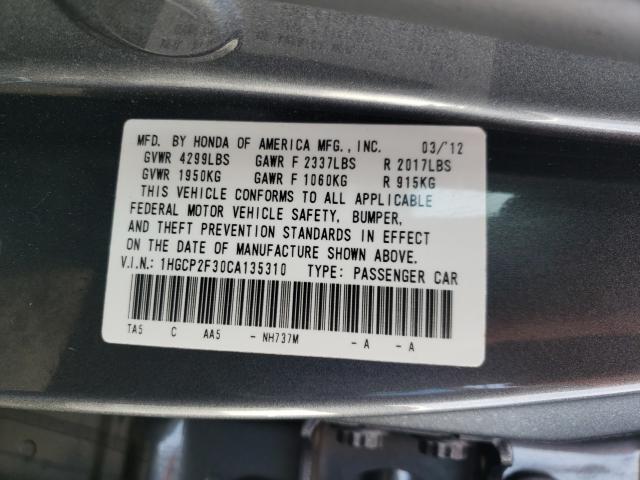 MFD. BY HONDA OF AMERICA MFG., INC. 03/'12
GVWR 4299LBS GAWR F 2337LBS R 2017LBS
GVWR 1950KG GAWR F 1060KG R 915KG
THIS VEHICLE CONFORMS TO ALL APPLICABLE
FEDERAL MOTOR VEHICLE SAFETY, BUMPER,
AND THEFT PREVENTION STANDARDS IN EFFECT
ON THE DATE OF MANUFACTURE SHOWN ABOVE.
V.I.N.: 1HGCP2F30CA135310 TYPE: PASSENGER CAR
TA5 C AA5 - NH737M - A - A